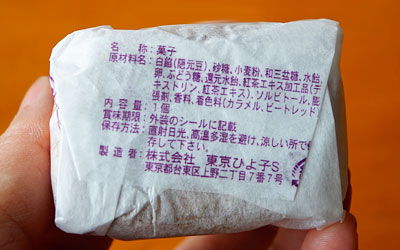 名　称：菓子
原材料名：白餡(隠元豆)、砂糖、小麦粉、和三盆糖、水飴、
卵、ぶどう糖、還元水飴、紅茶エキス加工品(デ
キストリン、紅茶エキス)、ソルビトール、膨
張剤、香料、着色料(カラメル、ビートレッド)
内容量：1個
賞味期限：外装のシールに記載
保存方法：直射日光、高温多湿を避け、涼しい所で保
存して下さい。
製造者：株式会社　東京ひよ子S
東京都台東区上野二丁目7番7号